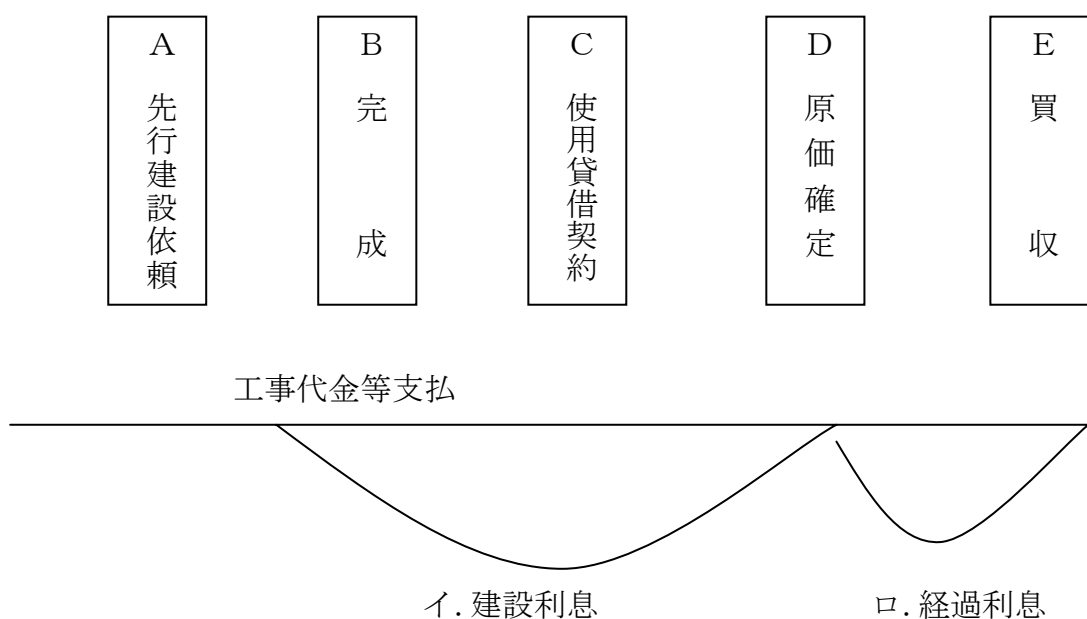 A
先行建設依頼
B
完成
C
使用貸借契約
D
原価確定
E
買収
工事代金等支払
イ.建設利息
ロ.経過利息